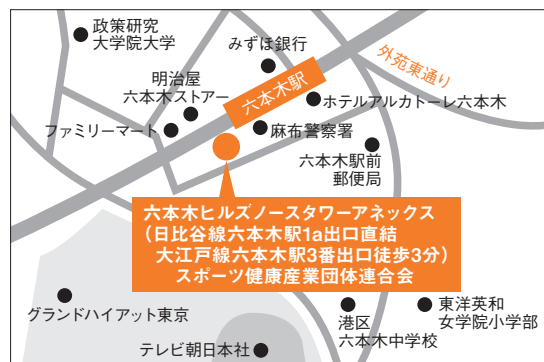 政策研究
大学院大学
みずほ銀行
外苑東通り
明治屋
六本木ストアー
六本木駅
ホテルアルカトーレ六本木
ファミリーマート
麻布警察署
六本木駅前
郵便局
六本木ヒルズノースタワーアネックス
（日比谷線六本木駅1a出口直結
大江戸線六本木駅3番出口徒歩3分）
スポーツ健康産業団体連合会
グランドハイアット東京
港区
六本木中学校
東洋英和
女学院小学部
テレビ朝日本社